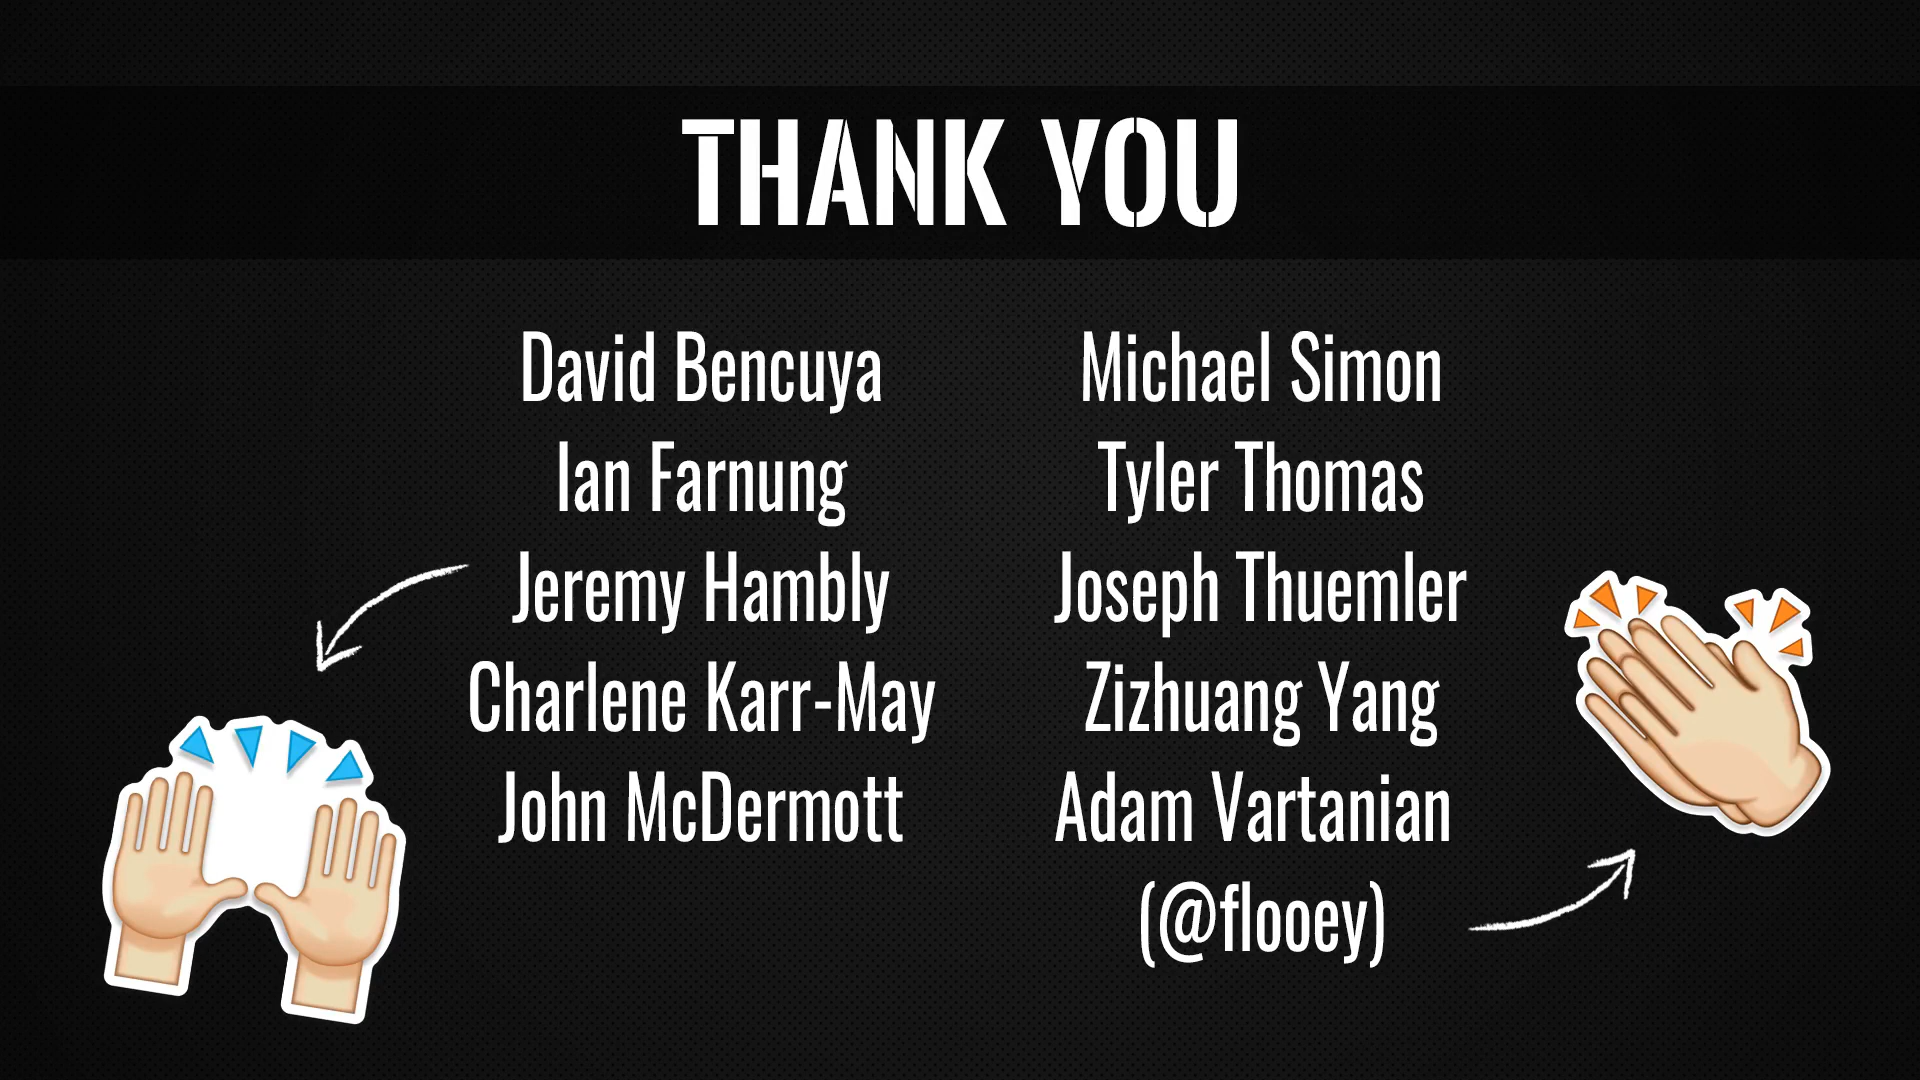 THANK YOU
David Bencuya
Ian Farnung
Jeremy Hambly
Charlene Karr-May
John McDermott
Michael Simon
Tyler Thomas
Joseph Thuemler
Zizhuang Yang
Adam Vartanian
(@flooey)